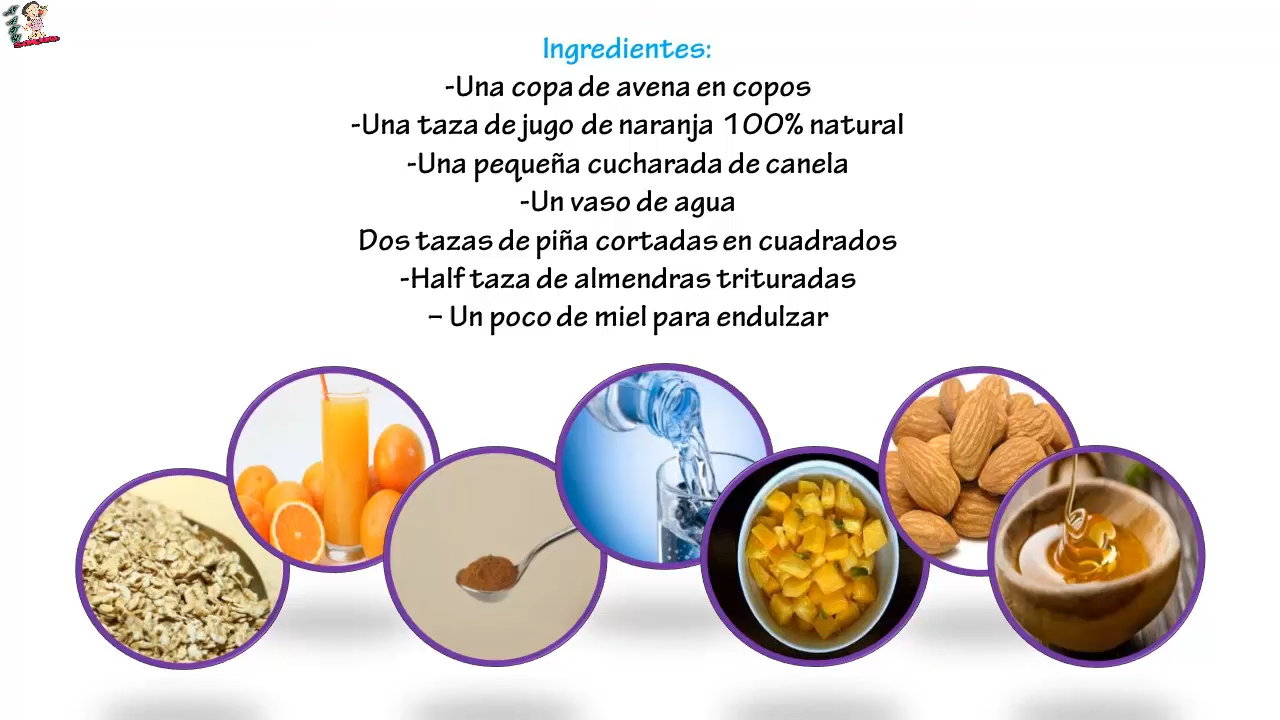 Ingredientes:
-Una copa de avena en copos
-Una taza de jugo de naranja 100% natural
-Una pequeña cucharada de canela
-Un vaso de agua
Dos tazas de piña cortadas en cuadrados
-Half taza de almendras trituradas
– Un poco de miel para endulzar